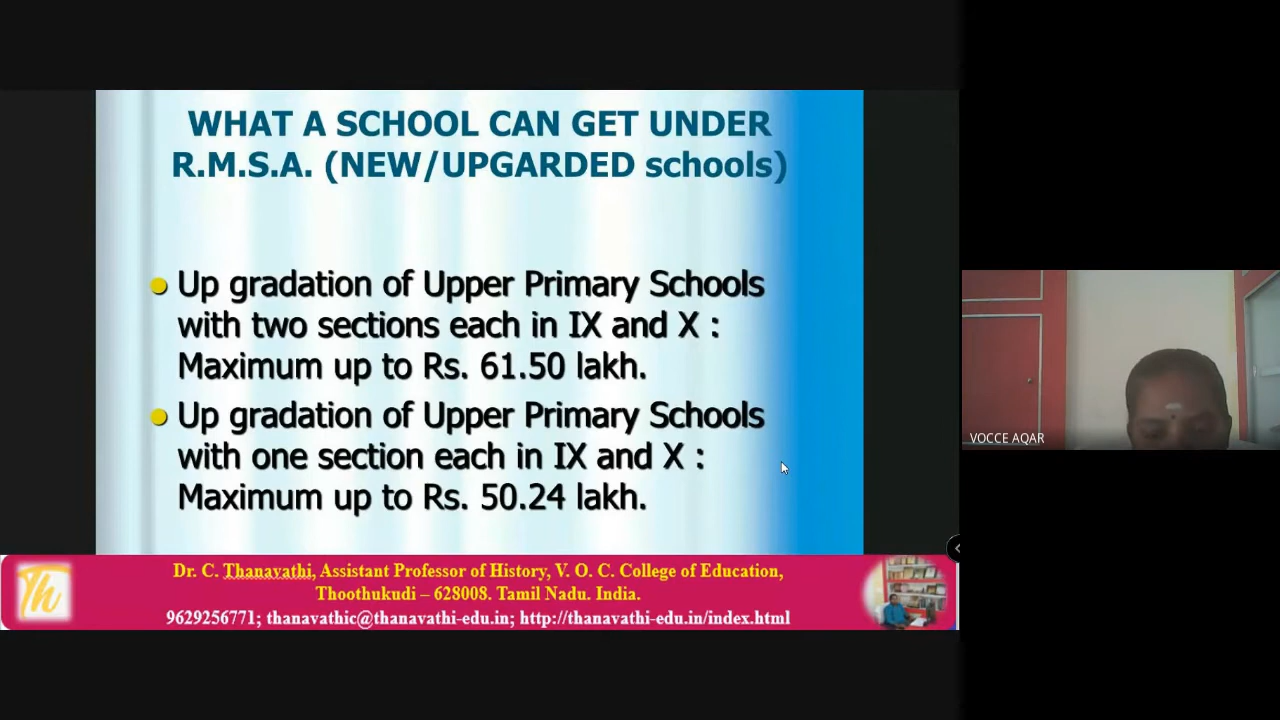 WHAT A SCHOOL CAN GET UNDER
R.M.S.A. (NEW/UPGARDED schools)
Up gradation of Upper Primary Schools
with two sections each in IX and X :
Maximum up to Rs. 61.50 lakh.
Up gradation of Upper Primary Schools
with one section each in IX and X :
Maximum up to Rs. 50.24 lakh.
VOCCE AQAR
Th
Dr. C. Thanavathi, Assistant Professor of History, V. O. C. College of Education,
Thoothukudi – 628008. Tamil Nadu. India.
9629256771; thanavathic@thanavathi-edu.in; http://thanavathi-edu.in/index.html